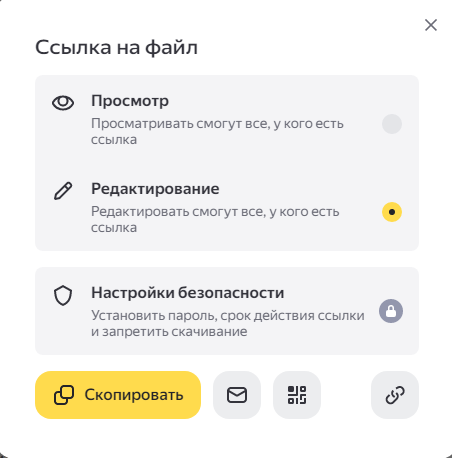 Ссылка на файл
Просмотр
Просматривать смогут все, у кого есть
ссылка
Редактирование
Редактировать смогут все, у кого есть
ссылка
Настройки безопасности
Установить пароль, срок действия ссылки
и запретить скачивание
Скопировать